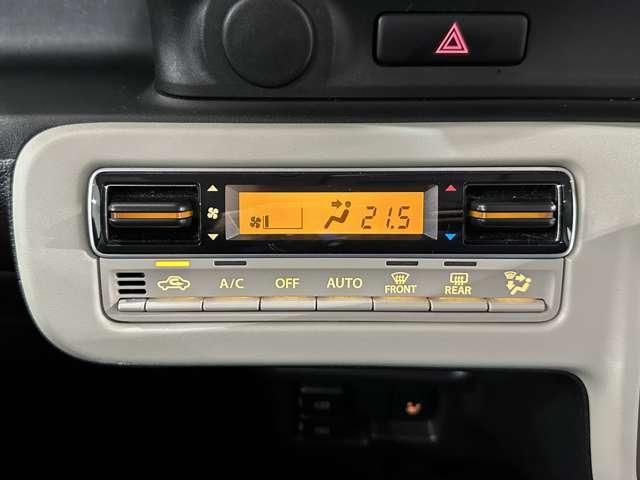 21.5
A/C OFF AUTO FRONT REAR